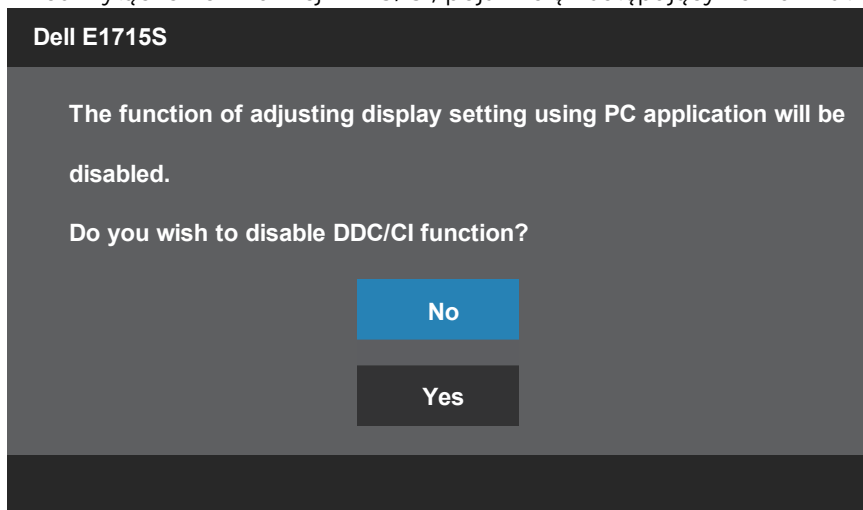 Dell E1715S
The function of adjusting display setting using PC application will be
disabled.
Do you wish to disable DDC/CI function?
No
Yes